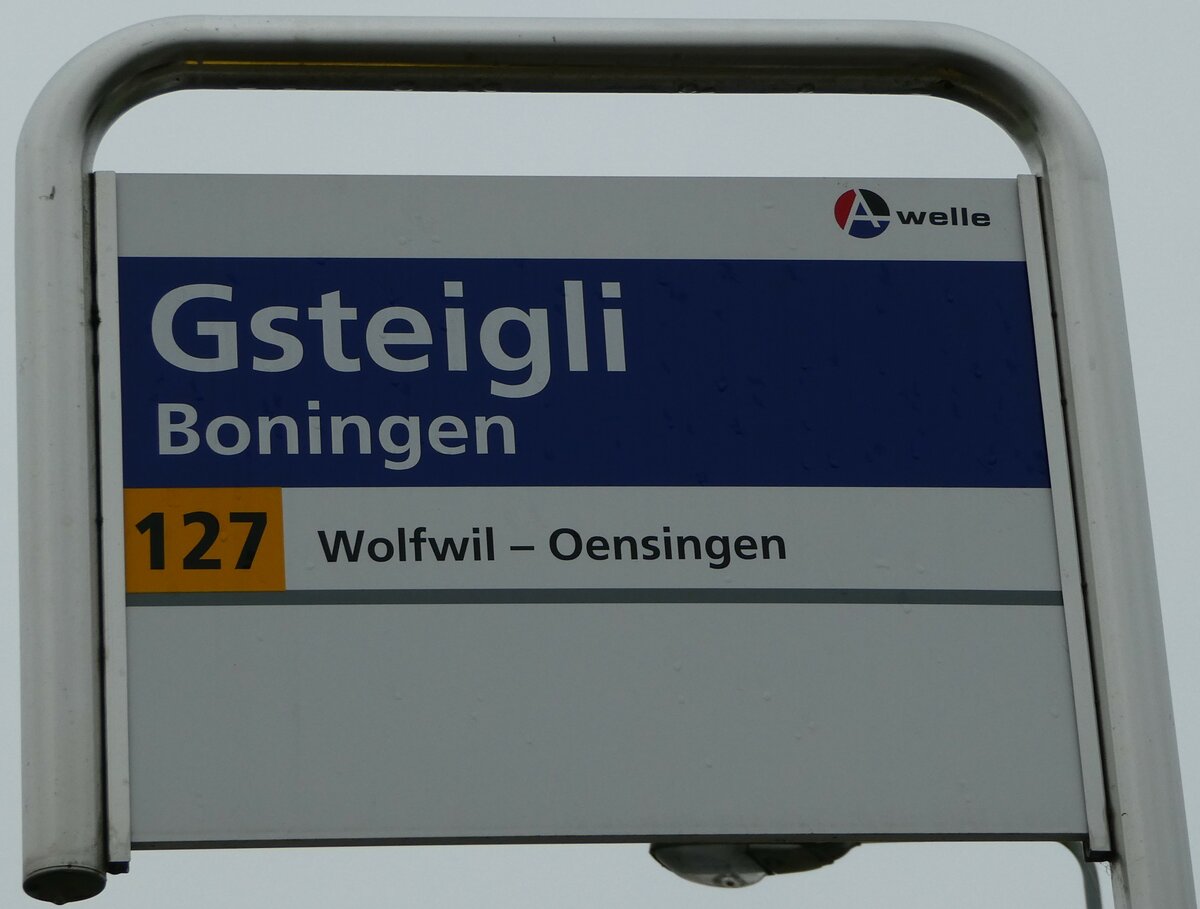 A-welle
Gsteigli
Boningen
127 Wolfwil – Oensingen